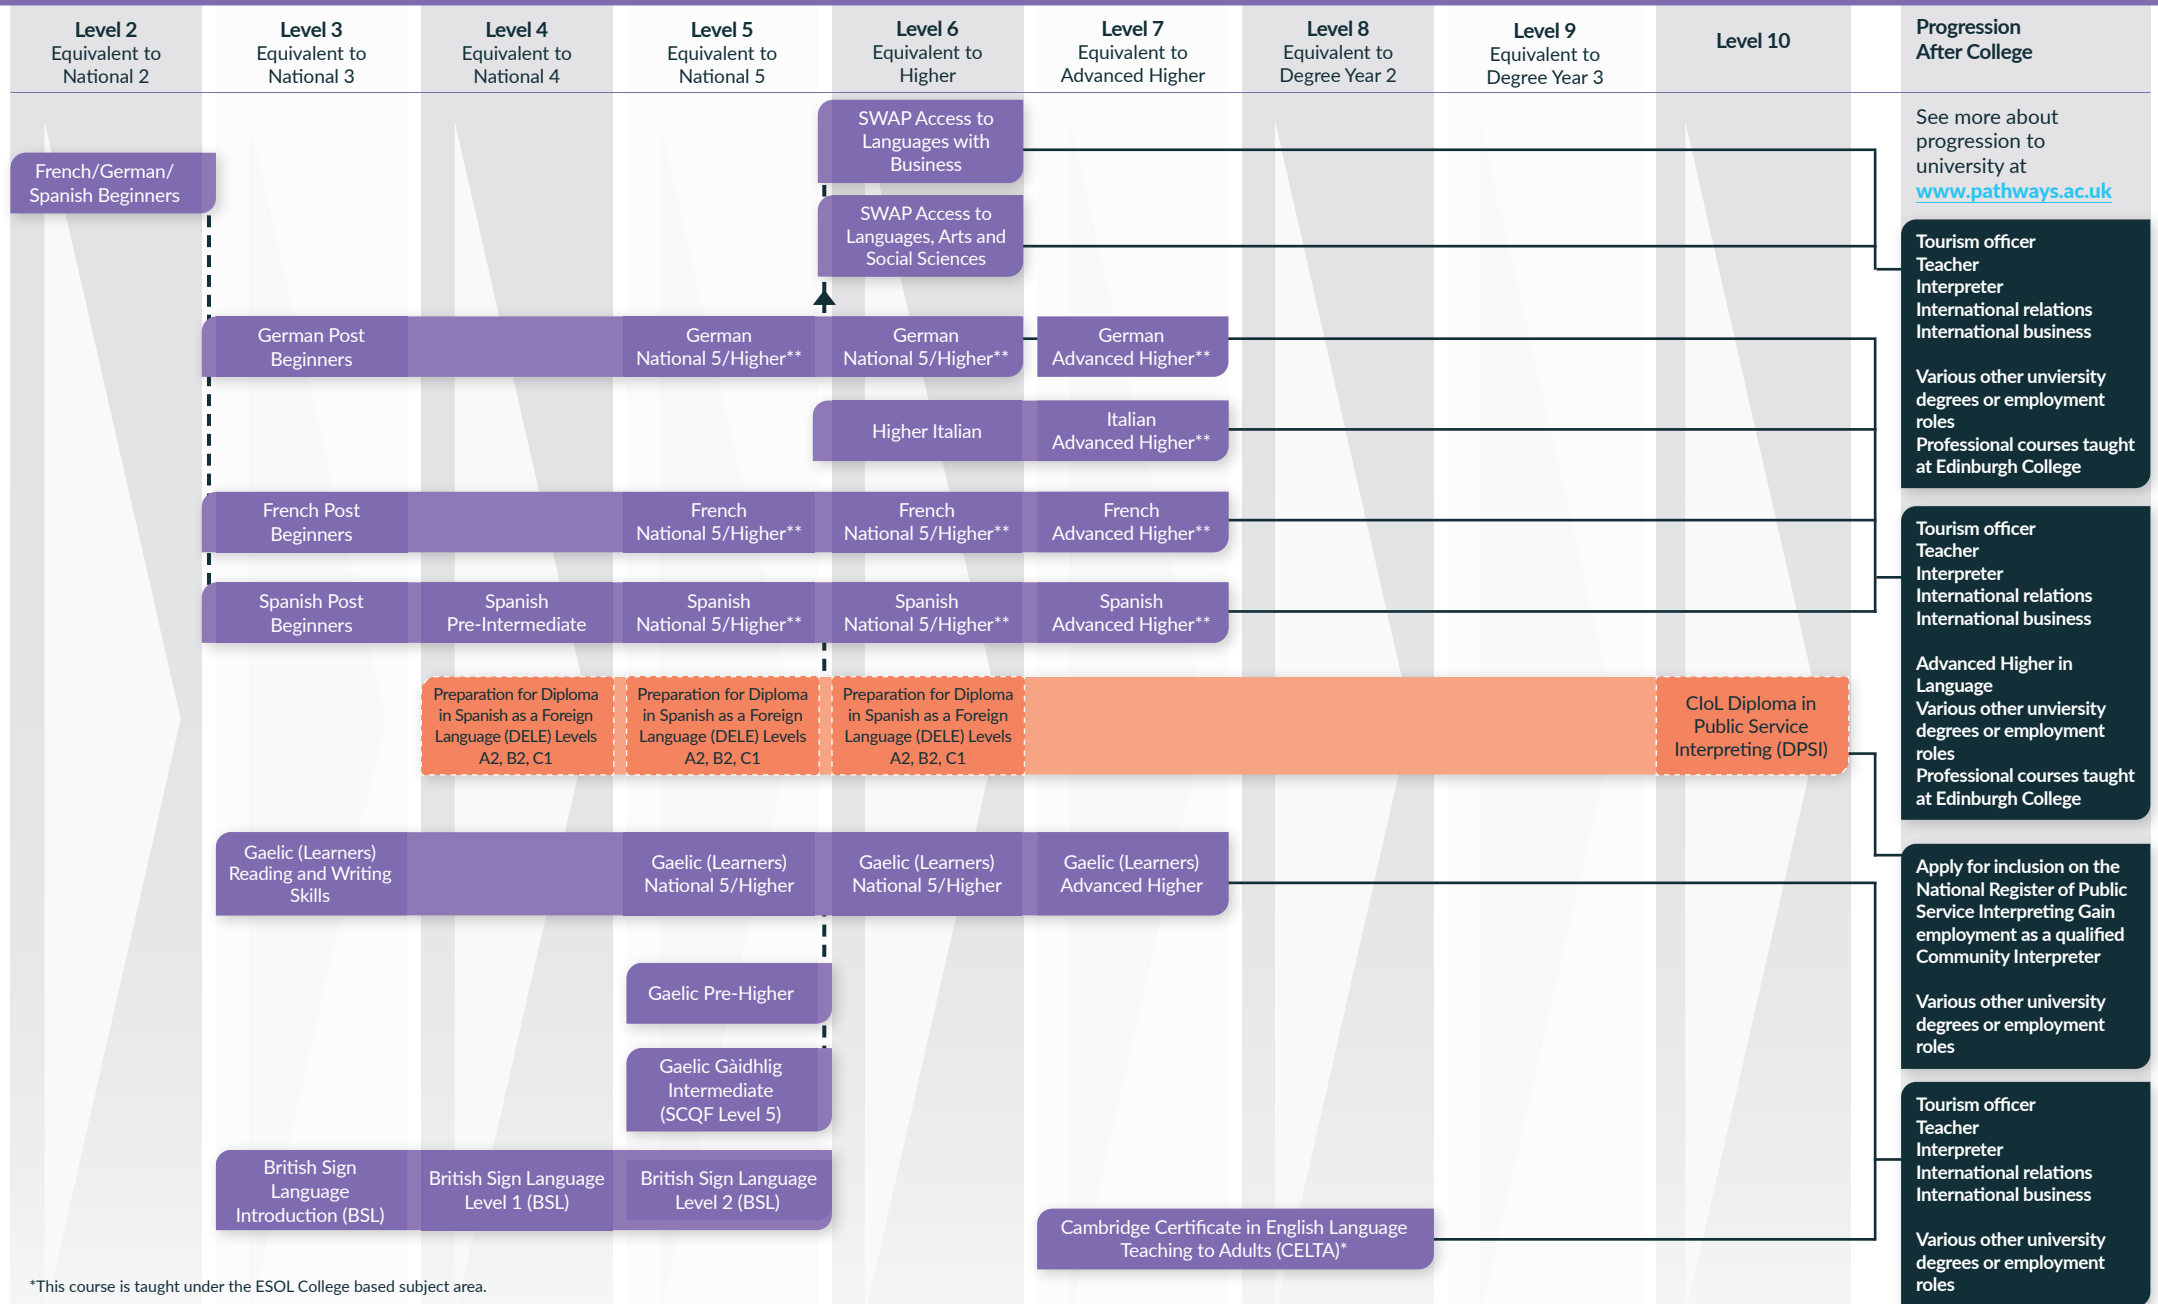 Level 2
Equivalent to
National 2
Level 3
Equivalent to
National 3
Level 4
Equivalent to
National 4
Level 5
Equivalent to
National 5
Level 6
Equivalent to
Higher
Level 7
Equivalent to
Advanced Higher
Level 8
Equivalent to
Degree Year 2
Level 9
Equivalent to
Degree Year 3
Level 10
Progression
After College
SWAP Access to
Languages with
Business
See more about
progression to
university at
www.pathways.ac.uk
French/German/
Spanish Beginners
SWAP Access to
Languages, Arts and
Social Sciences
Tourism officer
Teacher
Interpreter
International relations
International business
Various other unviersity
degrees or employment
roles
Professional courses taught
at Edinburgh College
German Post
Beginners
German
National 5/Higher**
German
National 5/Higher**
German
Advanced Higher**
Higher Italian
Italian
Advanced Higher**
French Post
Beginners
French
National 5/Higher**
French
National 5/Higher**
French
Advanced Higher**
Tourism officer
Teacher
Interpreter
International relations
International business
Advanced Higher in
Language
Various other unviersity
degrees or employment
roles
Professional courses taught
at Edinburgh College
Spanish Post
Beginners
Spanish
Pre-Intermediate
Spanish
National 5/Higher**
Spanish
National 5/Higher**
Spanish
Advanced Higher**
Preparation for Diploma
in Spanish as a Foreign
Language (DELE) Levels
A2, B2, C1
Preparation for Diploma
in Spanish as a Foreign
Language (DELE) Levels
A2, B2, C1
Preparation for Diploma
in Spanish as a Foreign
Language (DELE) Levels
A2, B2, C1
CIoL Diploma in
Public Service
Interpreting (DPSI)
Gaelic (Learners)
Reading and Writing
Skills
Gaelic (Learners)
National 5/Higher
Gaelic (Learners)
National 5/Higher
Gaelic (Learners)
Advanced Higher
Apply for inclusion on the
National Register of Public
Service Interpreting Gain
employment as a qualified
Community Interpreter
Various other university
degrees or employment
roles
Gaelic Pre-Higher
Gaelic Gàidhlig
Intermediate
(SCQF Level 5)
British Sign
Language
Introduction (BSL)
British Sign Language
Level 1 (BSL)
British Sign Language
Level 2 (BSL)
Cambridge Certificate in English Language
Teaching to Adults (CELTA)*
Tourism officer
Teacher
Interpreter
International relations
International business
Various other university
degrees or employment
roles
*This course is taught under the ESOL College based subject area.